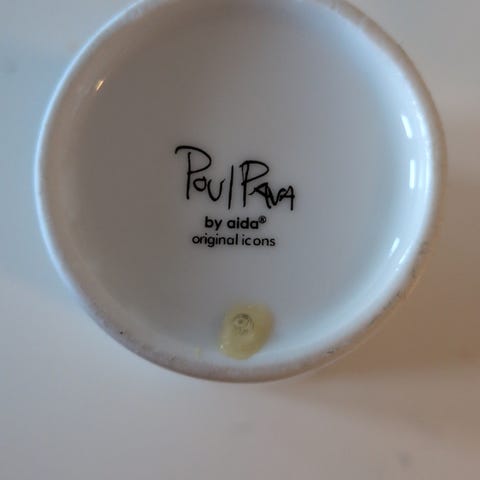 Poul Pava
by aida®
original icons